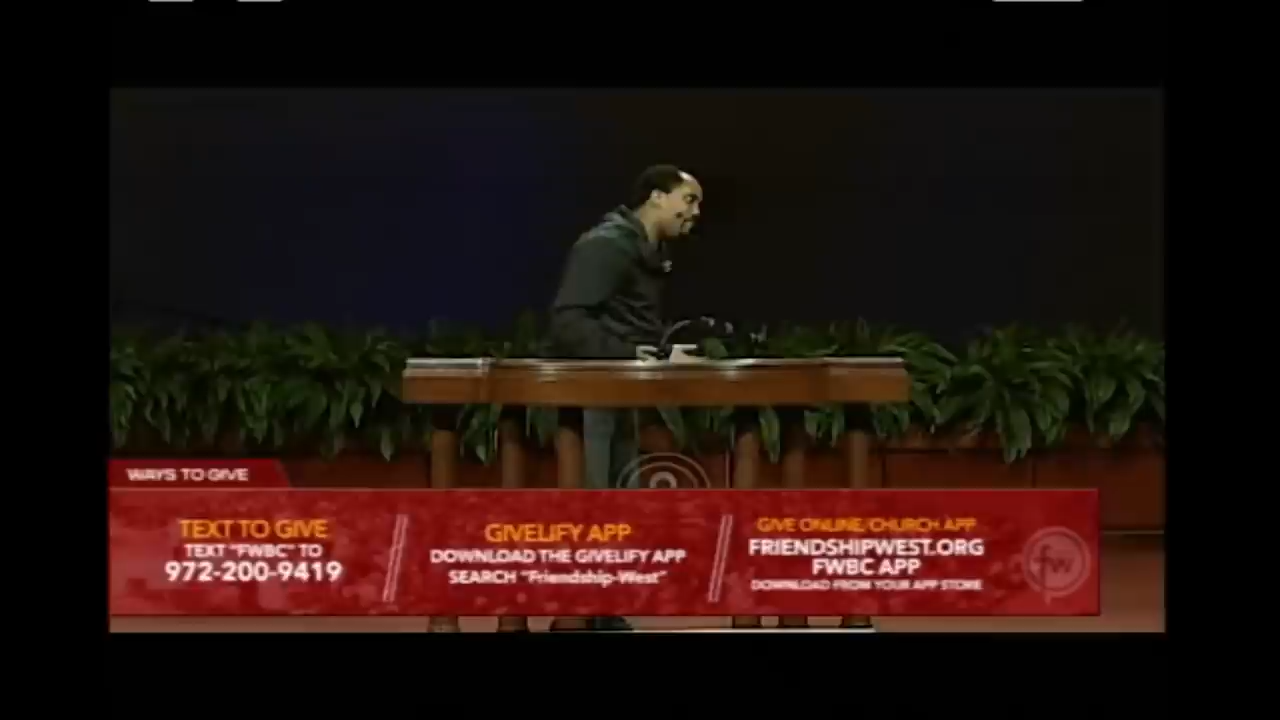 WAYS TO GIVE
TEXT TO GIVE
TEXT "FWBC" TO
972-200-9419
GIVELIFY APP
DOWNLOAD THE GIVELIFY APP
SEARCH "Friendship-West"
GIVE ONLINE/CHURCH APP
FRIENDSHIPWEST.ORG
FWBC APP
DOWNLOAD FROM YOUR APP STORE
fw